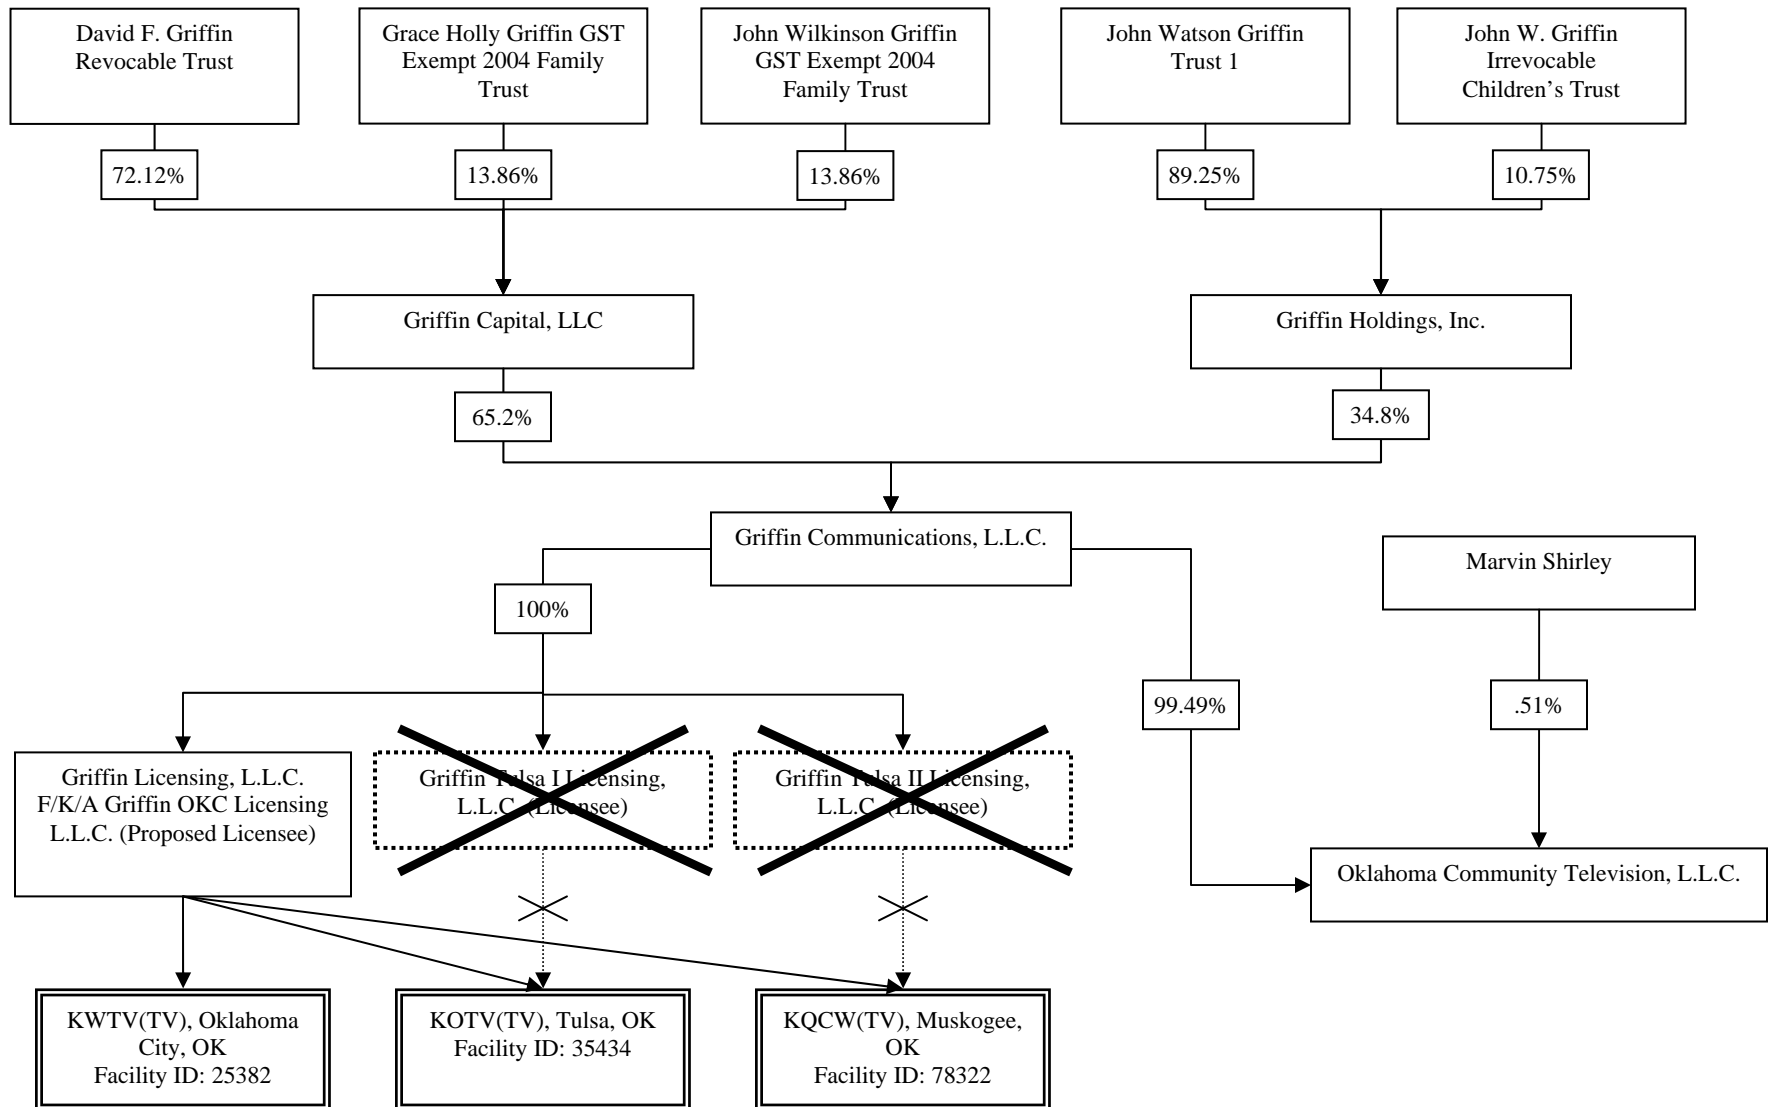 David F. Griffin
Revocable Trust
Grace Holly Griffin GST
Exempt 2004 Family
Trust
John Wilkinson Griffin
GST Exempt 2004
Family Trust
John Watson Griffin
Trust 1
John W. Griffin
Irrevocable
Children’s Trust
72.12%
13.86%
13.86%
89.25%
10.75%
Griffin Capital, LLC
Griffin Holdings, Inc.
65.2%
34.8%
Griffin Communications, L.L.C.
Marvin Shirley
100%
99.49%
.51%
Griffin Licensing, L.L.C.
F/K/A Griffin OKC Licensing
L.L.C. (Proposed Licensee)
Griffin Tulsa I Licensing,
L.L.C. (Licensee)
Griffin Tulsa II Licensing,
L.L.C. (Licensee)
Oklahoma Community Television, L.L.C.
KWTV(TV), Oklahoma
City, OK
Facility ID: 25382
KOTV(TV), Tulsa, OK
Facility ID: 35434
KQCW(TV), Muskogee,
OK
Facility ID: 78322